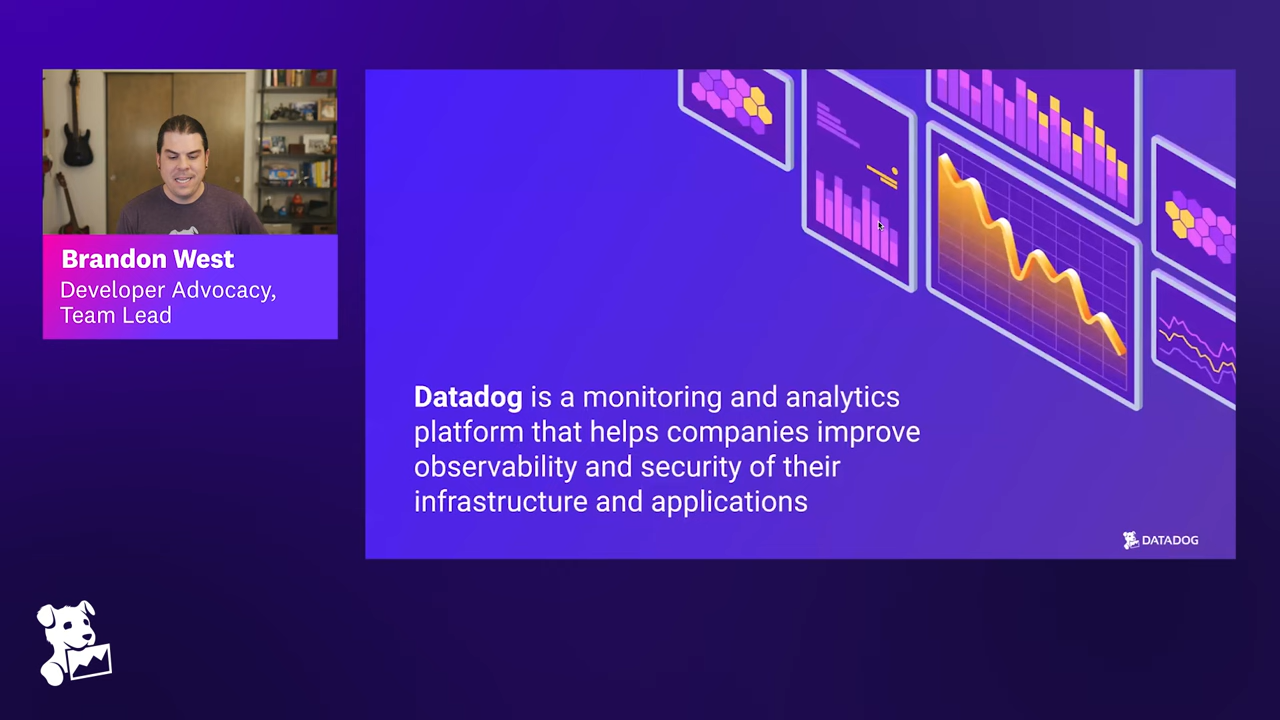 Brandon West
Developer Advocacy,
Team Lead
Datadog is a monitoring and analytics
platform that helps companies improve
observability and security of their
infrastructure and applications
DATADOG